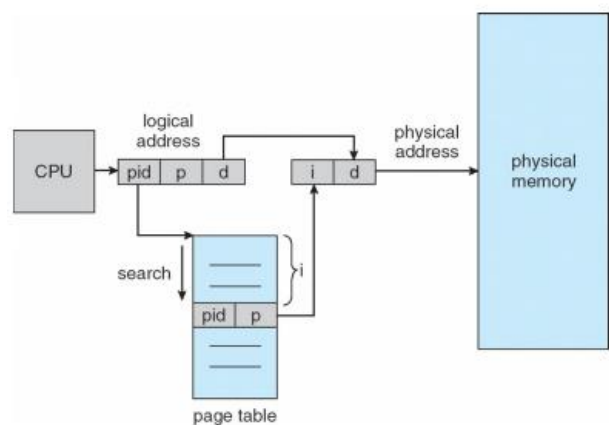 logical
address
physical
address
physical
memory
CPU
pid p d
i d
search
i
pid p
page table